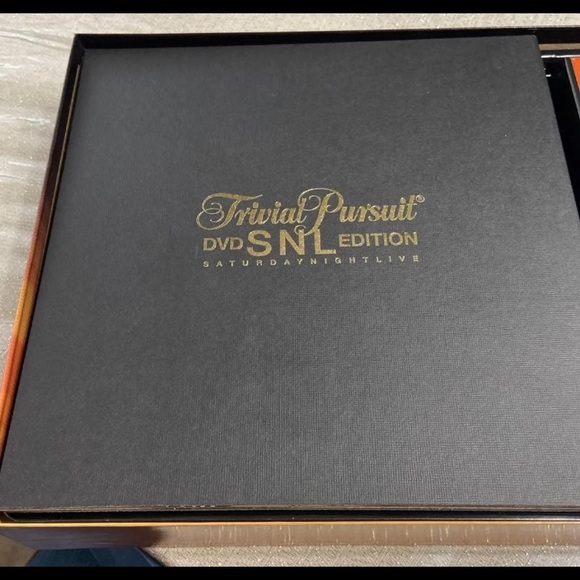 Trivial Pursuit®
DVD SNL EDITION
SATURDAYNIGHTLIVE